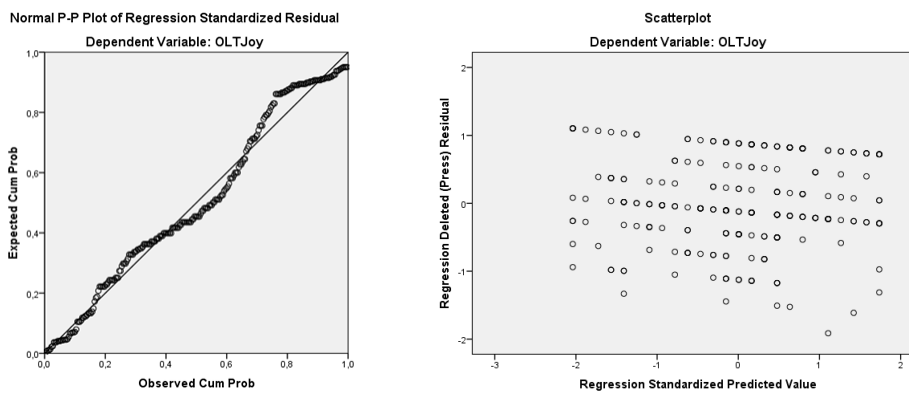 Normal P-P Plot of Regression Standardized Residual
Dependent Variable: OLTJoy
Expected Cum Prob
1,0
0,8
0,6
0,4
0,2
0,0
0,0 0,2 0,4 0,6 0,8 1,0
Observed Cum Prob
Scatterplot
Dependent Variable: OLTJoy
Regression Deleted (Press) Residual
2
1
0
-1
-2
-3 -2 -1 0 1 2
Regression Standardized Predicted Value